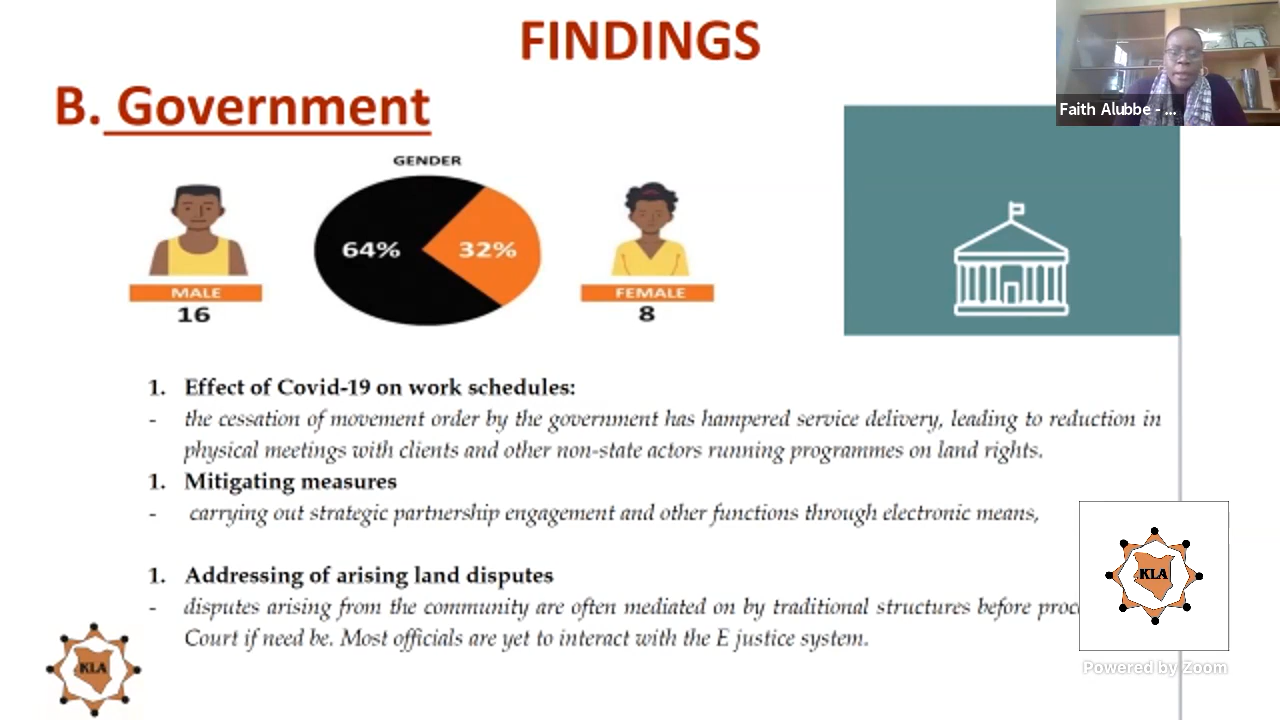 FINDINGS
B. Government
Faith Alubbe - ...
GENDER
64%
32%
MALE
16
FEMALE
8
1. Effect of Covid-19 on work schedules:
- the cessation of movement order by the government has hampered service delivery, leading to reduction in
physical meetings with clients and other non-state actors running programmes on land rights.
1. Mitigating measures
- carrying out strategic partnership engagement and other functions through electronic means,
1. Addressing of arising land disputes
- disputes arising from the community are often mediated on by traditional structures before
Court if need be. Most officials are yet to interact with the E justice system.
KLA
KLA
Powered by Zoom